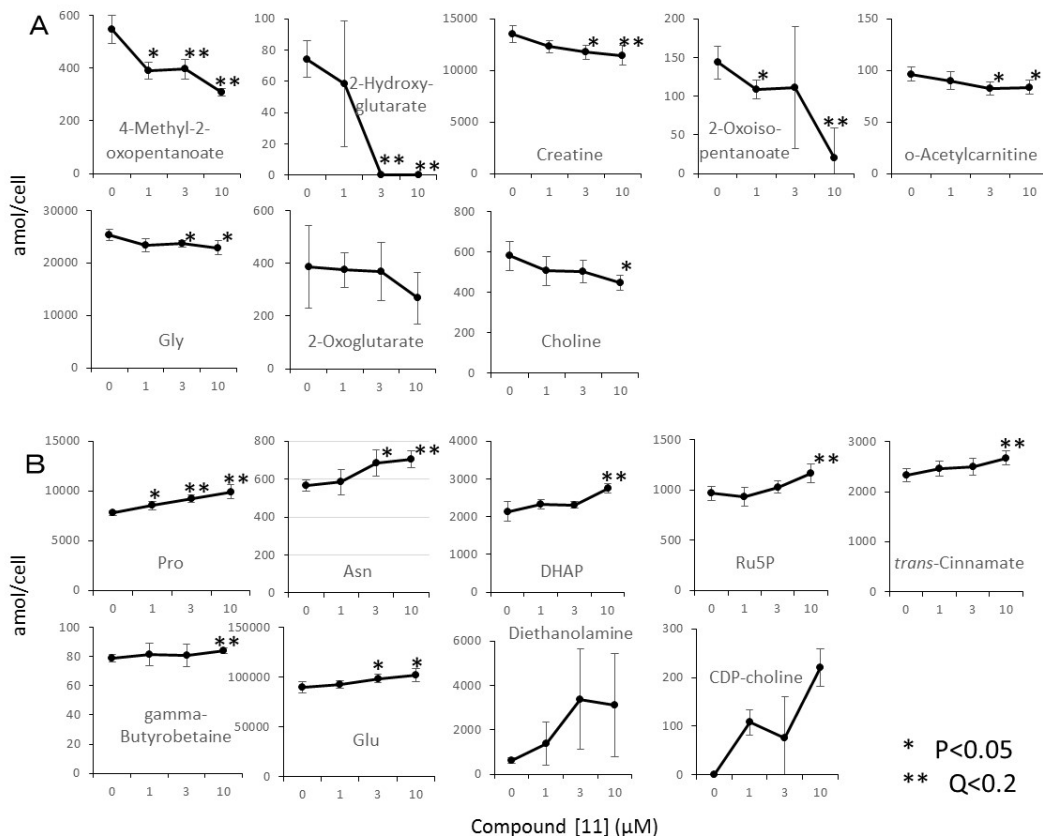 A
600
400
200
0
* ** **
4-Methyl-2-
oxopentanoate
0 1 3 10
100
80
60
40
20
0
2-Hydroxy-
glutarate
** **
0 1 3 10
15000
10000
5000
0
* **
Creatine
0 1 3 10
200
150
100
50
0
* **
2-Oxoiso-
pentanoate
0 1 3 10
150
100
50
0
* *
o-Acetylcarnitine
0 1 3 10
amol/cell
30000
20000
10000
0
* *
Gly
0 1 3 10
600
400
200
0
2-Oxoglutarate
0 1 3 10
800
600
400
200
0
*
Choline
0 1 3 10
B
15000
10000
5000
0
* ** **
Pro
0 1 3 10
800
600
400
200
0
* **
Asn
0 1 3 10
4000
3000
2000
1000
0
**
DHAP
0 1 3 10
1500
1000
500
0
**
Ru5P
0 1 3 10
3000
2000
1000
0
**
trans-Cinnamate
0 1 3 10
amol/cell
100
80
60
40
20
0
**
gamma-
Butyrobetaine
0 1 3 10
150000
100000
50000
0
* *
Glu
0 1 3 10
Diethanolamine
6000
4000
2000
0
0 1 3 10
300
200
100
0
CDP-choline
0 1 3 10
* P<0.05
** Q<0.2
Compound [11] (μM)